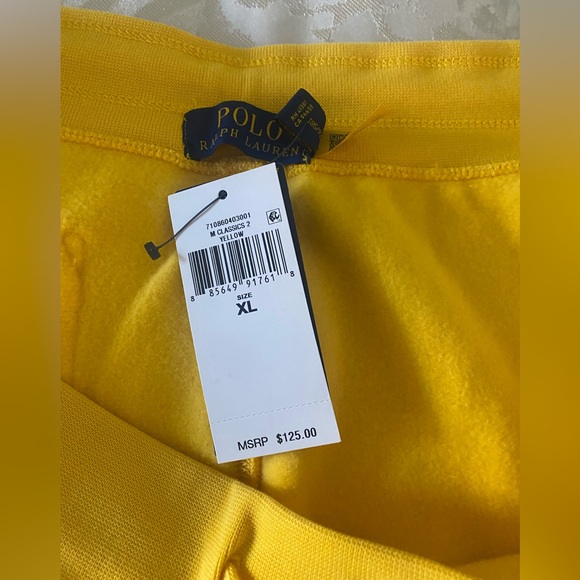 POLO
RALPH LAUREN
710860403001
M CLASSICS 2
YELLOW
8 85649 91761 8
SIZE
XL
MSRP $125.00